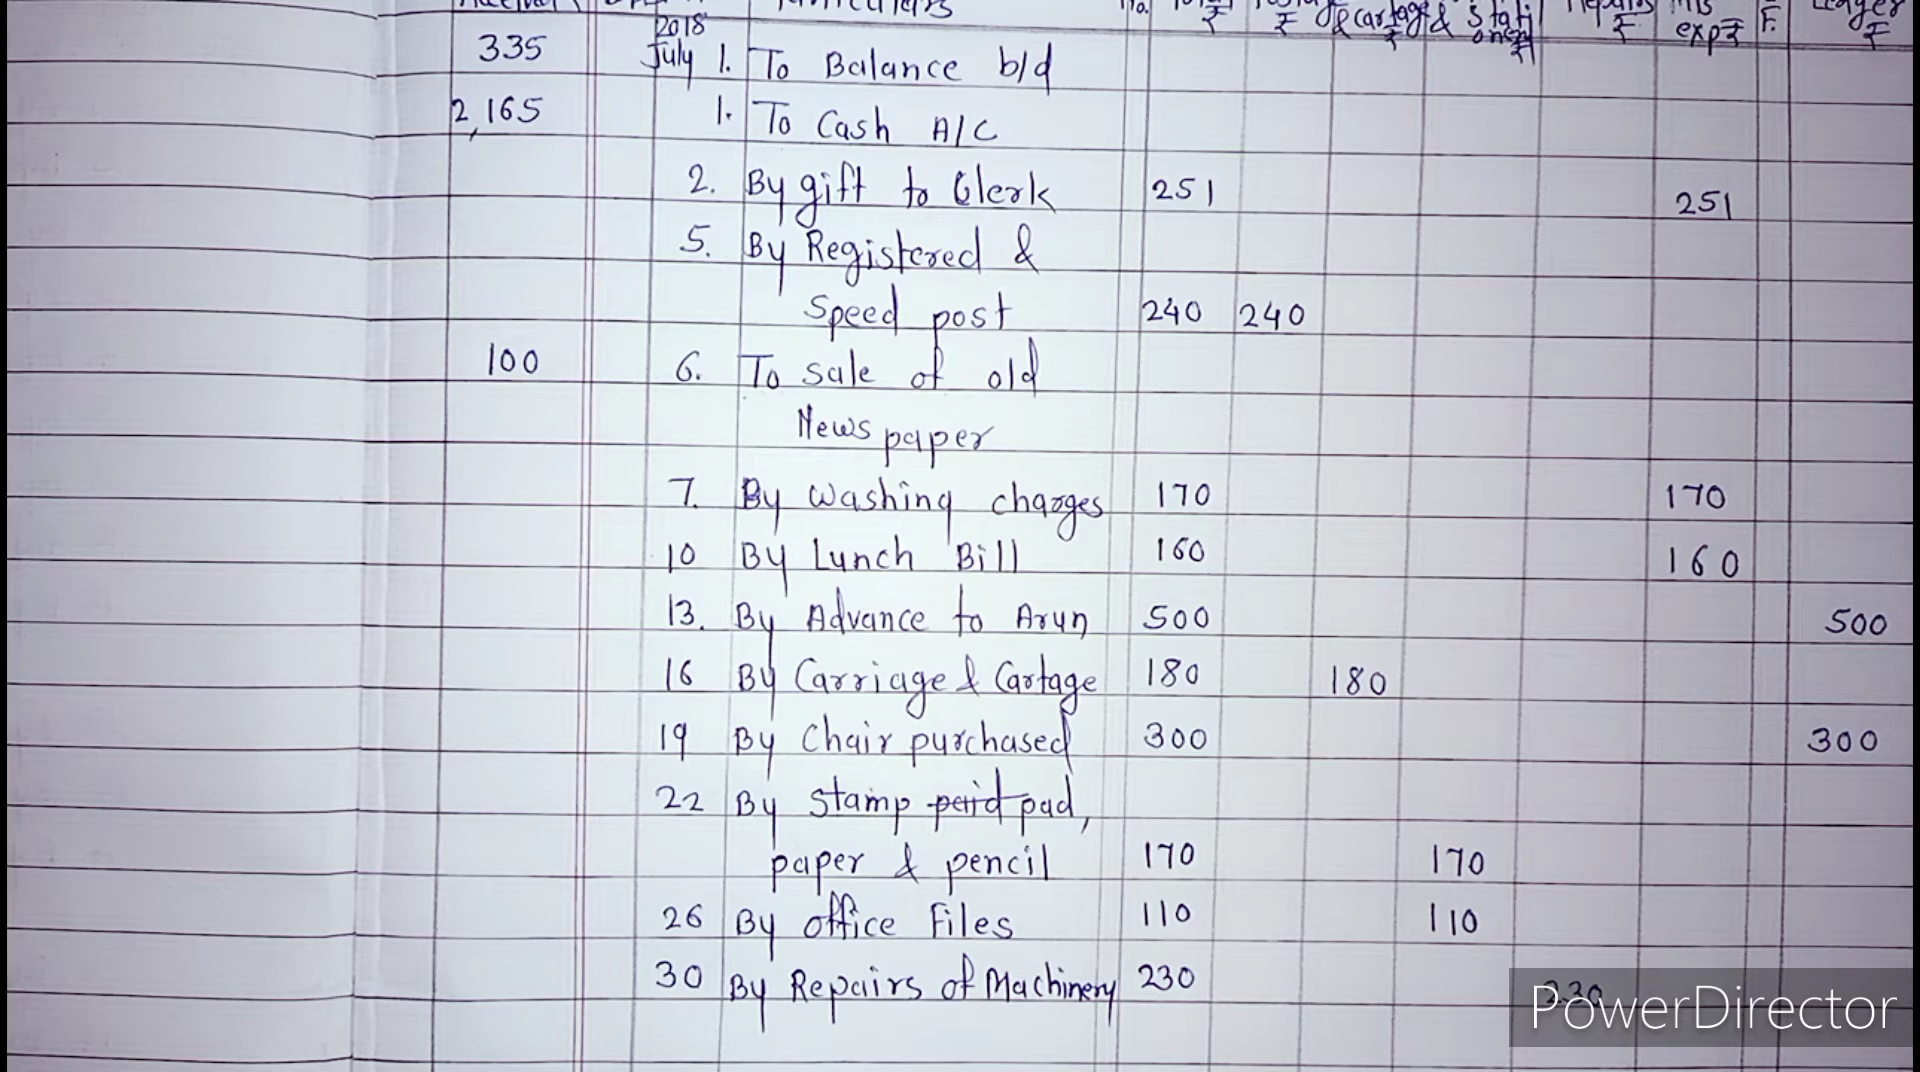 2018
335 July 1. To Balance b/d
2,165 1. To Cash A/C
2. By gift to Clerk 251 251
5. By Registered &
Speed post 240 240
100 6. To sale of old
News paper
7. By washing charges 170 170
10 By Lunch Bill 160 160
13. By Advance to Arun 500 500
16 By Carriage & Cartage 180 180
19 By Chair purchased 300 300
22 By stamp paid pad,
paper & pencil 170 170
26 By office Files 110 110
30 By Repairs of Machinery 230 230
PowerDirector